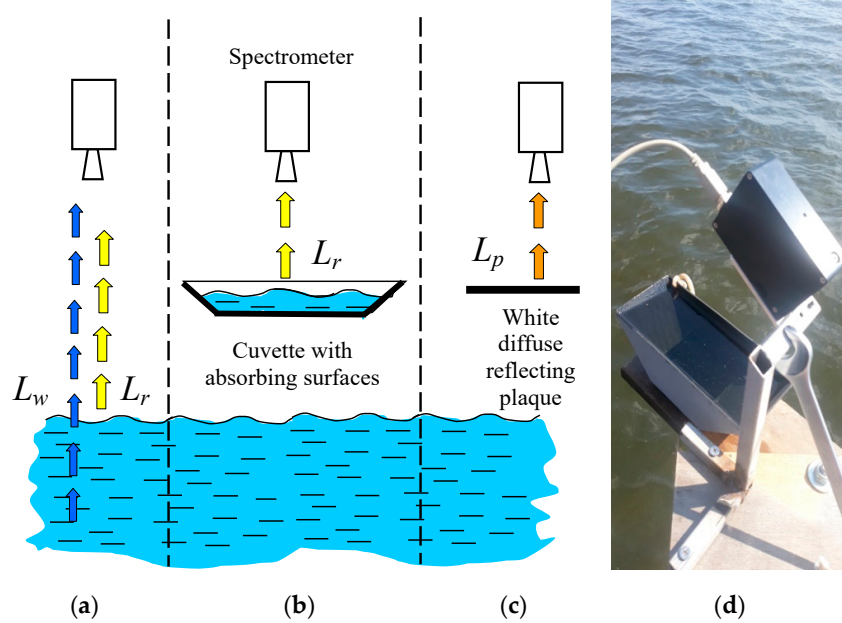 Spectrometer
L_r
L_p
Cuvette with
absorbing surfaces
White
diffuse
reflecting
plaque
L_w
L_r
(a)
(b)
(c)
(d)